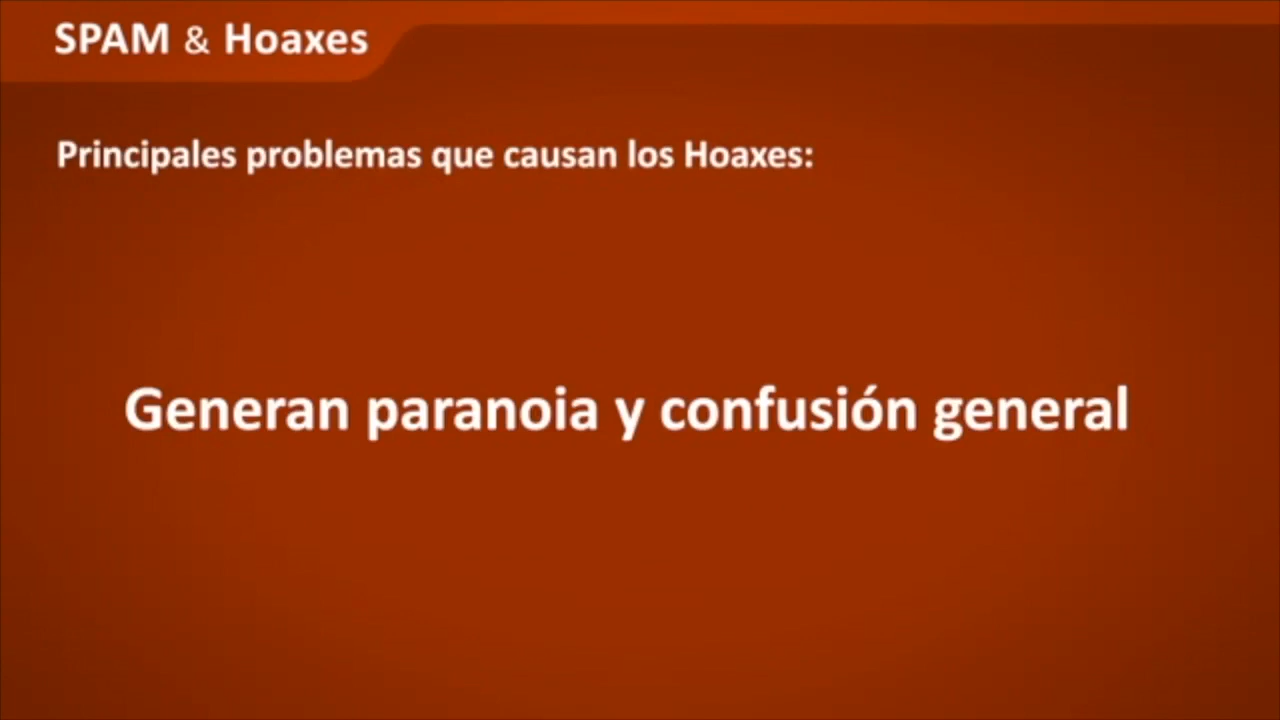 SPAM & Hoaxes
Principales problemas que causan los Hoaxes:
Generan paranoia y confusión general